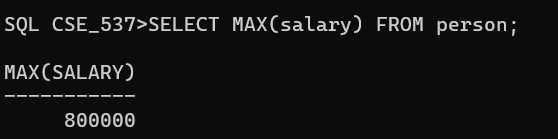 SQL CSE_537>SELECT MAX(salary) FROM person;
MAX(SALARY)
-----------
800000